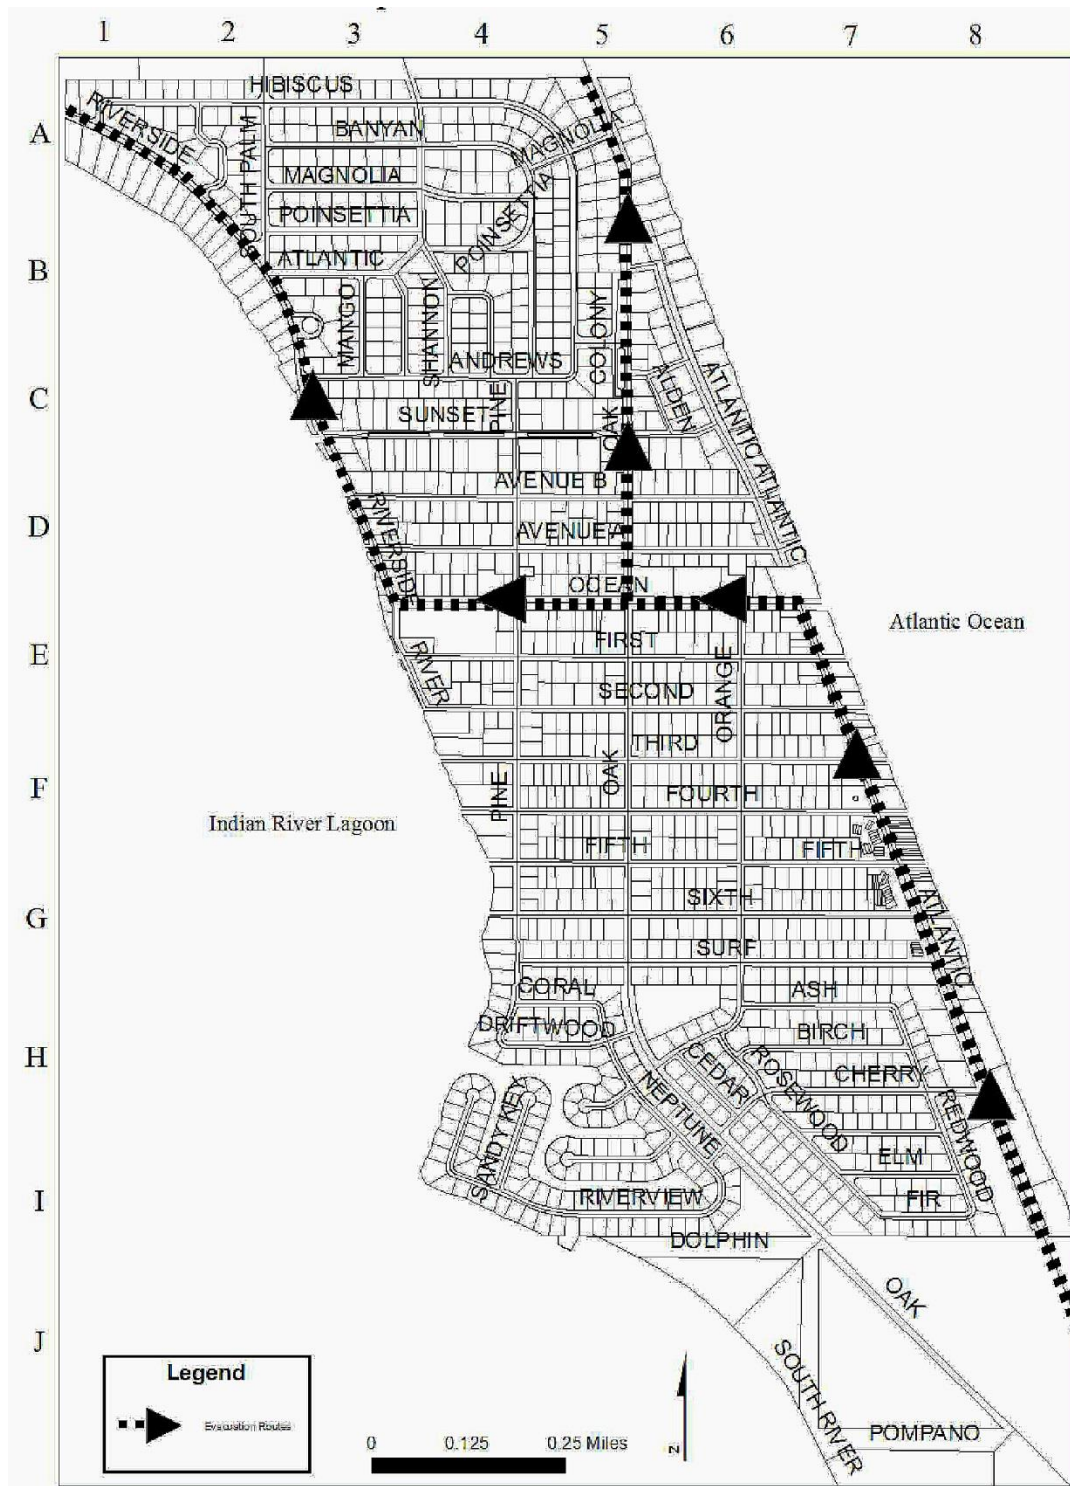 1 2 3 4 5 6 7 8
HIBISCUS
A
RIVERSIDE
BANYAN
MAGNOLIA
SOUTH PALM
MAGNOLIA
POINSETTIA
POINSETTIA
B
ATLANTIC
MANGO
SHANNON
COLONY
ANDREWS
C
PINE
SUNSET
OAK
ALDEN
ATLANTIC
ATLANTIC
AVENUE B
D
RIVERSIDE
AVENUE A
ATLANTIC
OCEAN
Atlantic Ocean
E
FIRST
RIVER
SECOND
ORANGE
THIRD
OAK
F
PINE
FOURTH
Indian River Lagoon
FIFTH
FIFTH
SIXTH
G
ATLANTIC
SURF
CORAL
ASH
DRIFTWOOD
BIRCH
H
CEDAR
ROSEWOOD
CHERRY
NEPTUNE
REDWOOD
SANDY KEY
ELM
I
RIVERVIEW
FIR
DOLPHIN
OAK
J
SOUTH RIVER
Legend
Evacuation Routes
POMPANO
0 0.125 0.25 Miles
N